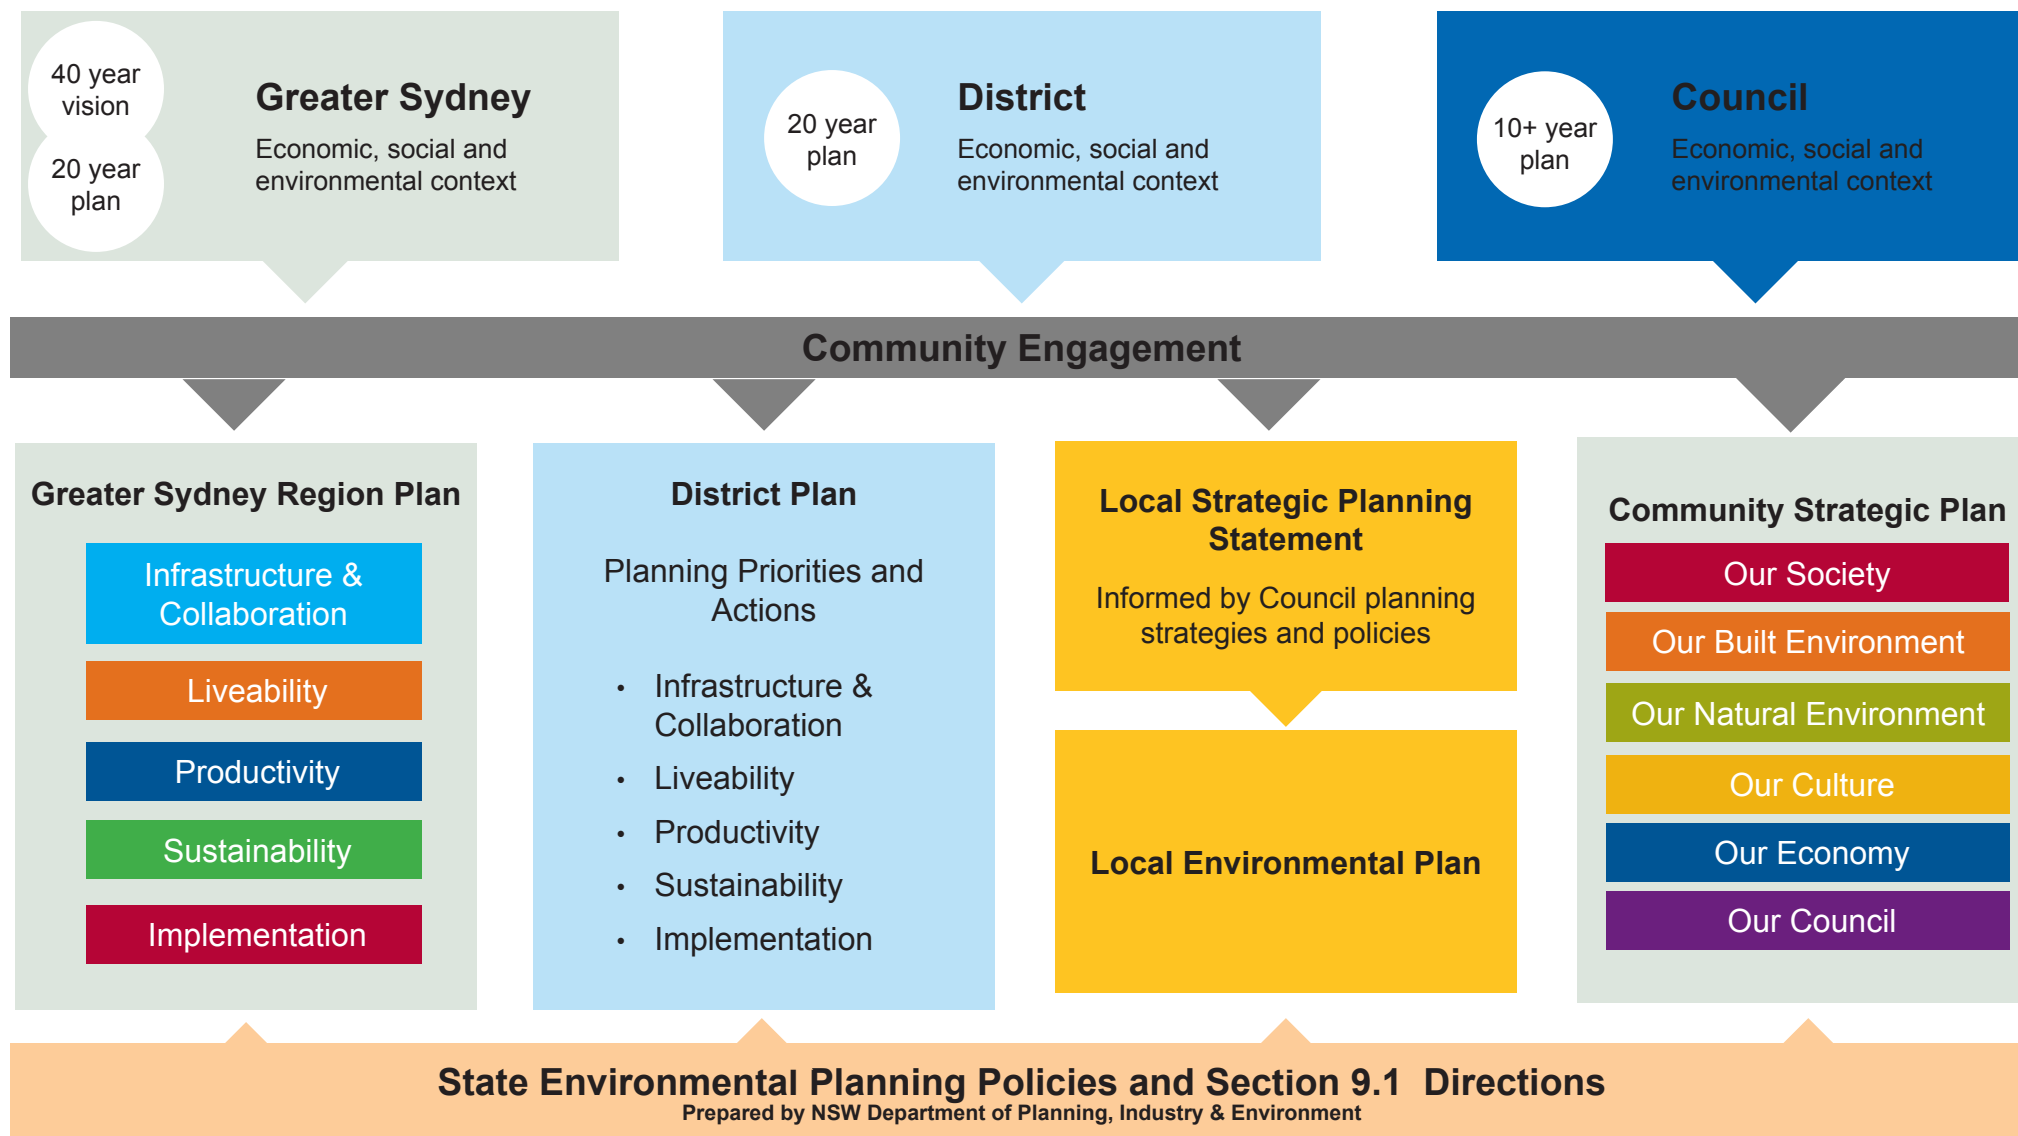 40 year
vision
20 year
plan
Greater Sydney
Economic, social and
environmental context
20 year
plan
District
Economic, social and
environmental context
10+ year
plan
Council
Economic, social and
environmental context
Community Engagement
Greater Sydney Region Plan
Infrastructure &
Collaboration
Liveability
Productivity
Sustainability
Implementation
District Plan
Planning Priorities and
Actions
• Infrastructure &
Collaboration
• Liveability
• Productivity
• Sustainability
• Implementation
Local Strategic Planning
Statement
Informed by Council planning
strategies and policies
Local Environmental Plan
Community Strategic Plan
Our Society
Our Built Environment
Our Natural Environment
Our Culture
Our Economy
Our Council
State Environmental Planning Policies and Section 9.1 Directions
Prepared by NSW Department of Planning, Industry & Environment